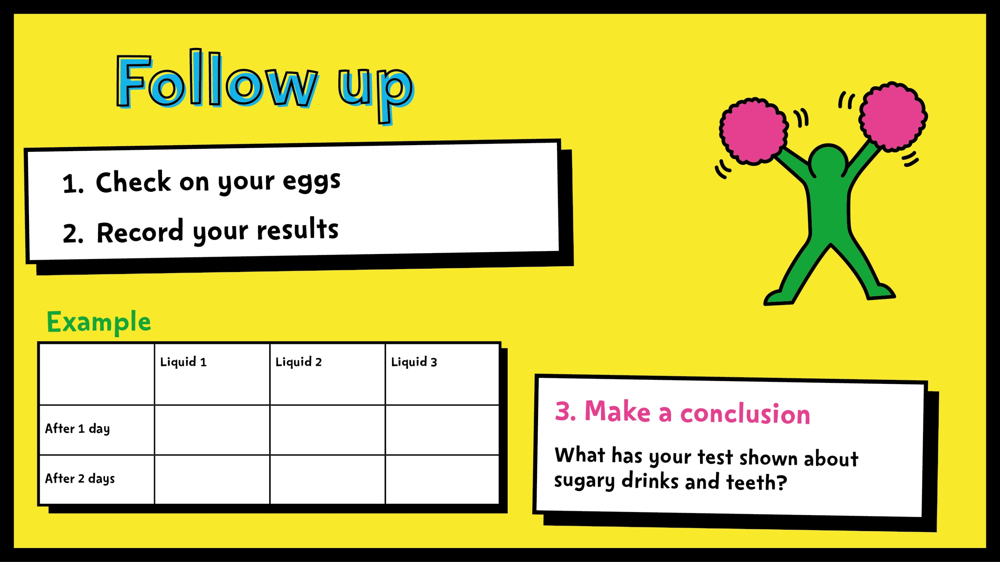 Follow up
1. Check on your eggs
2. Record your results
Example
Liquid 1 Liquid 2 Liquid 3
After 1 day
After 2 days
3. Make a conclusion
What has your test shown about
sugary drinks and teeth?